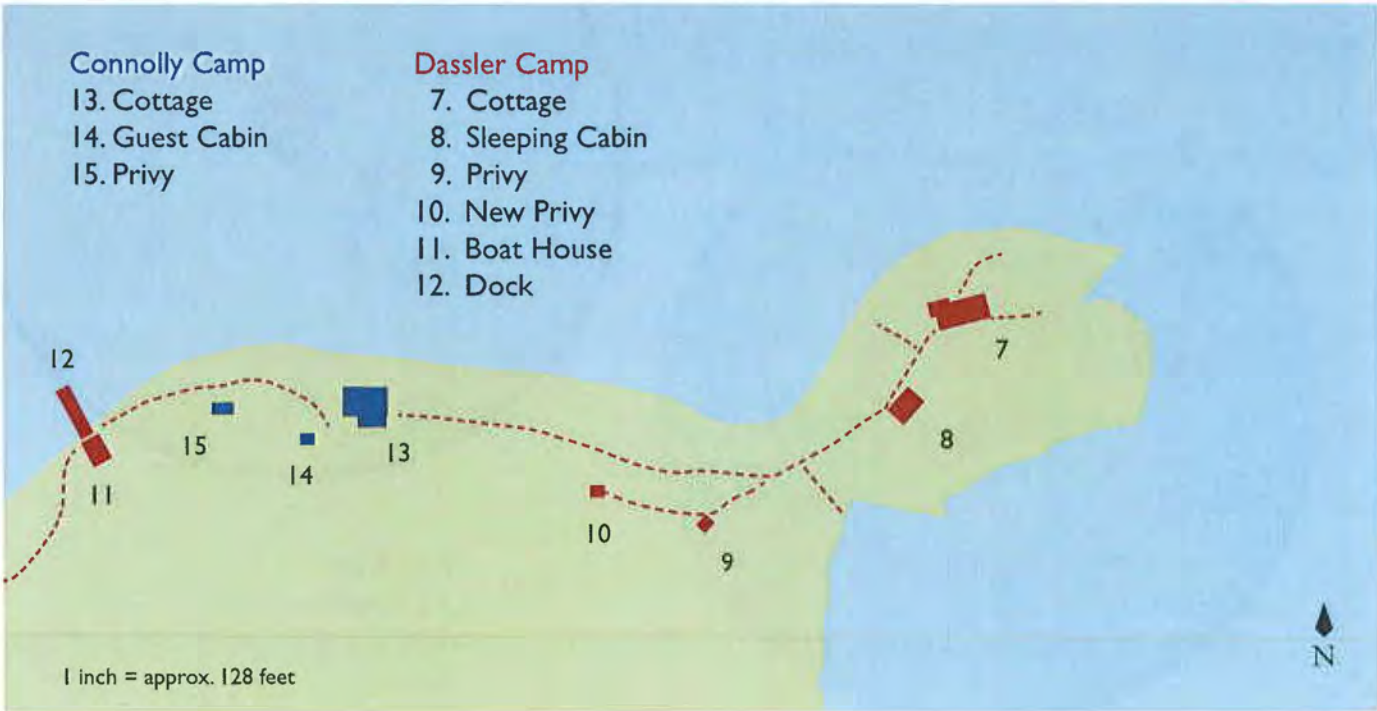 Connolly Camp
13. Cottage
14. Guest Cabin
15. Privy
Dassler Camp
7. Cottage
8. Sleeping Cabin
9. Privy
10. New Privy
11. Boat House
12. Dock
7
12
8
15
13
14
11
10
9
N
1 inch = approx. 128 feet